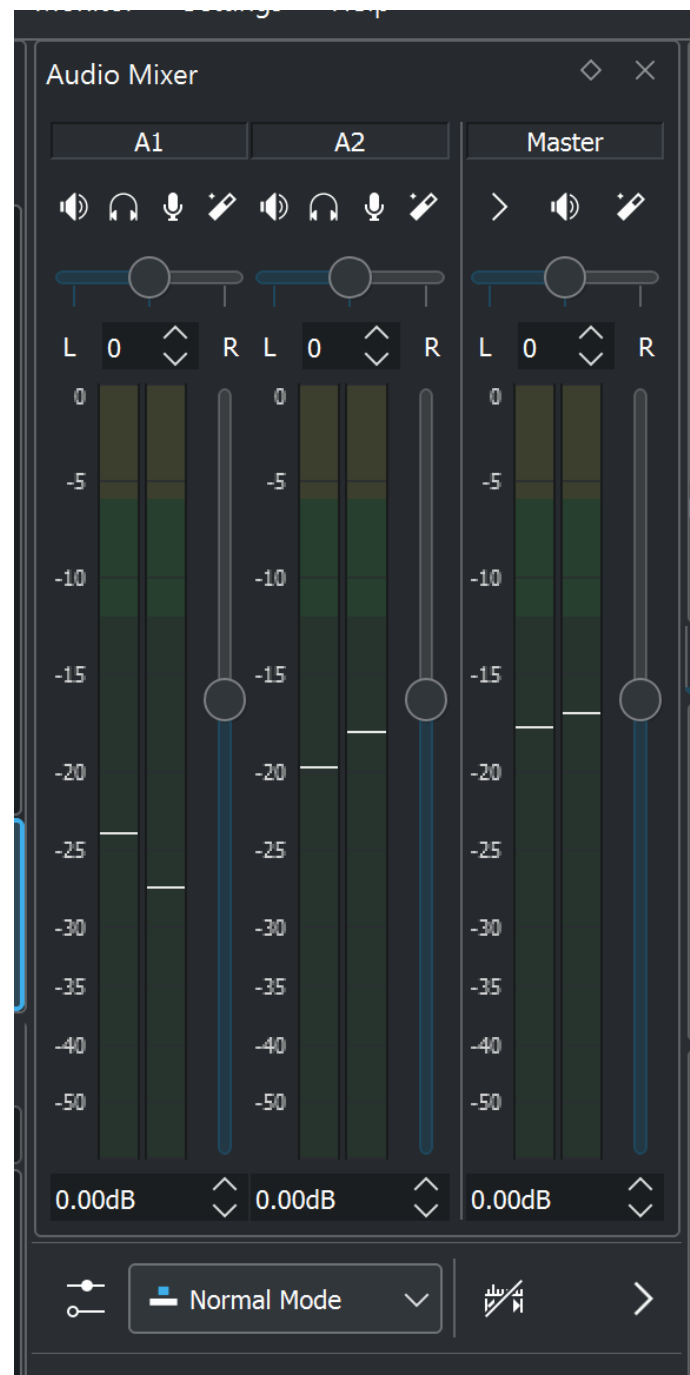 Audio Mixer
A1 A2 Master
L 0 R L 0 R L 0 R
0 0 0
-5 -5 -5
-10 -10 -10
-15 -15 -15
-20 -20 -20
-25 -25 -25
-30 -30 -30
-35 -35 -35
-40 -40 -40
-50 -50 -50
0.00dB 0.00dB 0.00dB
Normal Mode